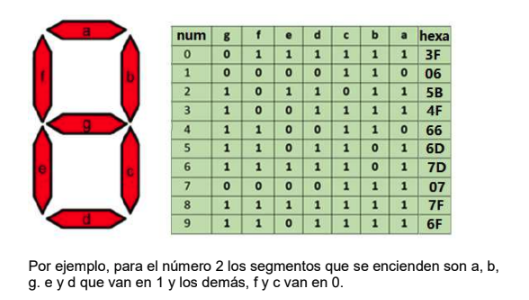 a
f b
g
e c
d
num g f e d c b a hexa
0 0 1 1 1 1 1 1 3F
1 0 0 0 0 1 1 0 06
2 1 0 1 1 0 1 1 5B
3 1 0 0 1 1 1 1 4F
4 1 1 0 0 1 1 0 66
5 1 1 0 1 1 0 1 6D
6 1 1 1 1 1 0 1 7D
7 0 0 0 0 1 1 1 07
8 1 1 1 1 1 1 1 7F
9 1 1 0 1 1 1 1 6F
Por ejemplo, para el número 2 los segmentos que se encienden son a, b,
g. e y d que van en 1 y los demás, f y c van en 0.